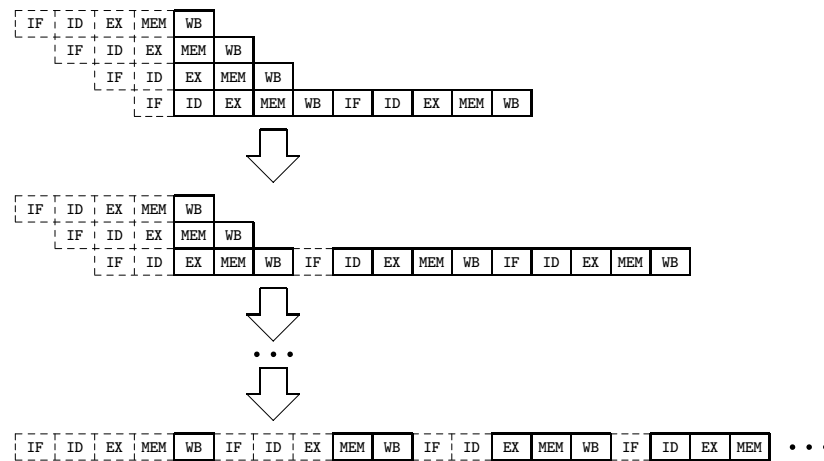 IF ID EX MEM WB
IF ID EX MEM WB
IF ID EX MEM WB
IF ID EX MEM WB IF ID EX MEM WB
IF ID EX MEM WB
IF ID EX MEM WB
IF ID EX MEM WB IF ID EX MEM WB IF ID EX MEM WB
• • •
IF ID EX MEM WB IF ID EX MEM WB IF ID EX MEM WB IF ID EX MEM • • •